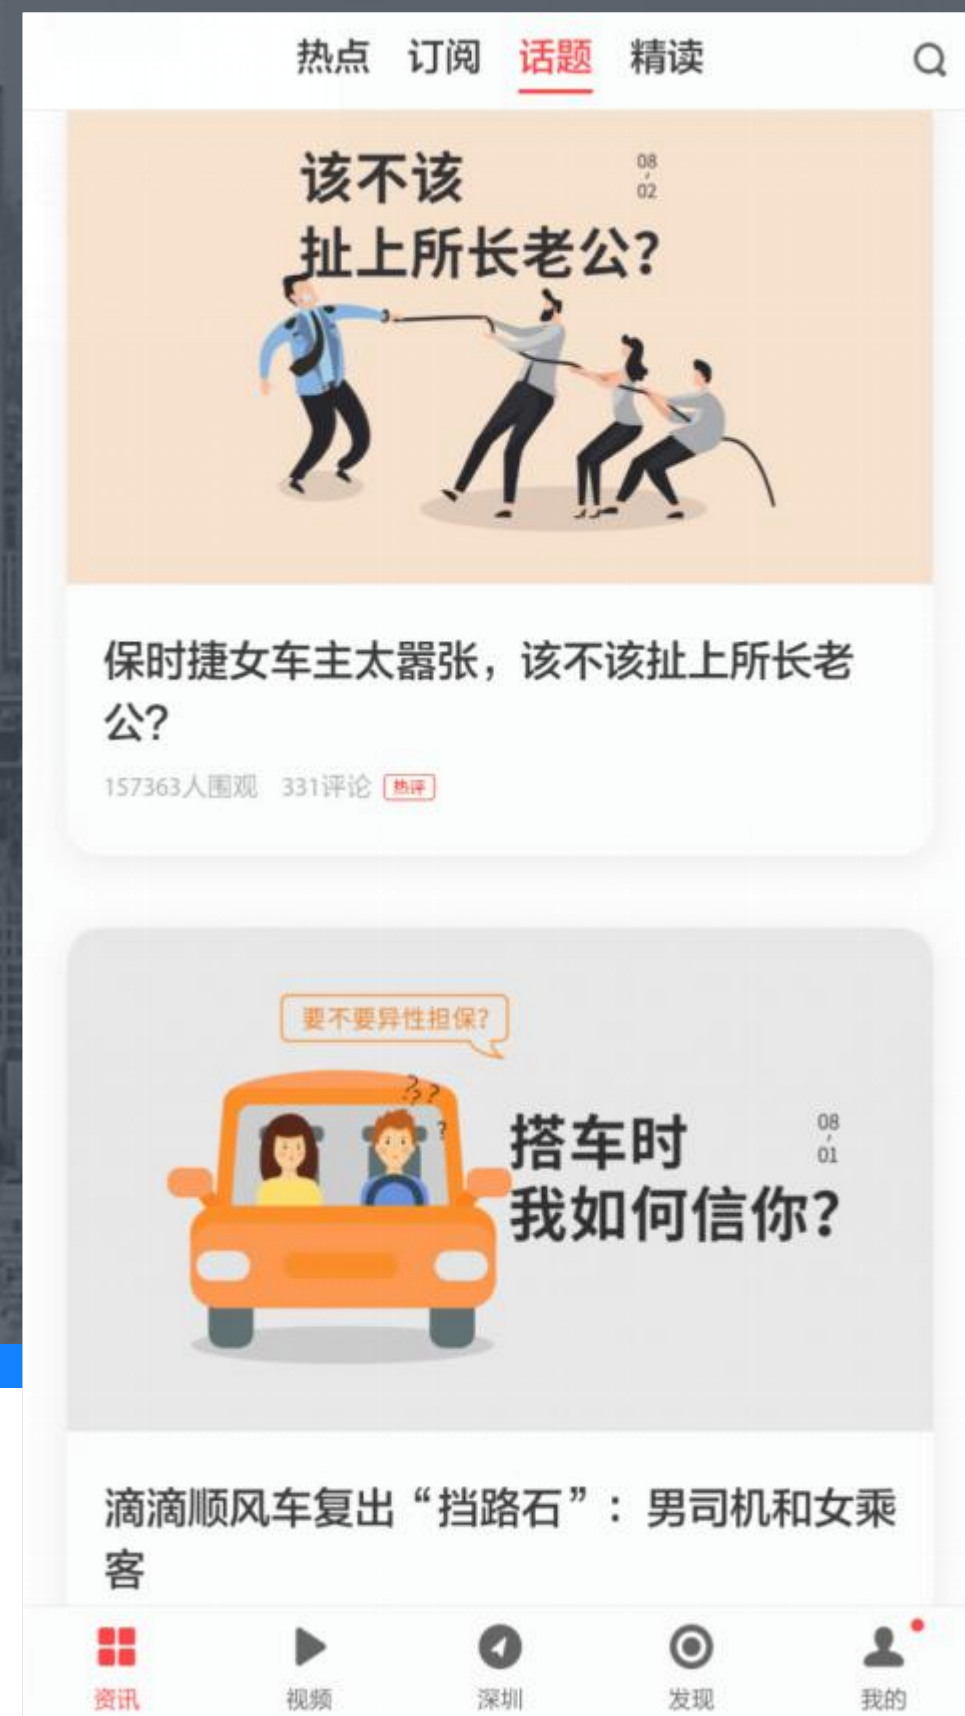 热点 订阅 话题 精读
该不该
08
02
扯上所长老公？
保时捷女车主太嚣张，该不该扯上所长老
公？
157363人围观 331评论 热评
要不要异性担保？
???
?
搭车时
08
01
我如何信你？
滴滴顺风车复出“挡路石”：男司机和女乘
客
资讯 视频 深圳 发现 我的